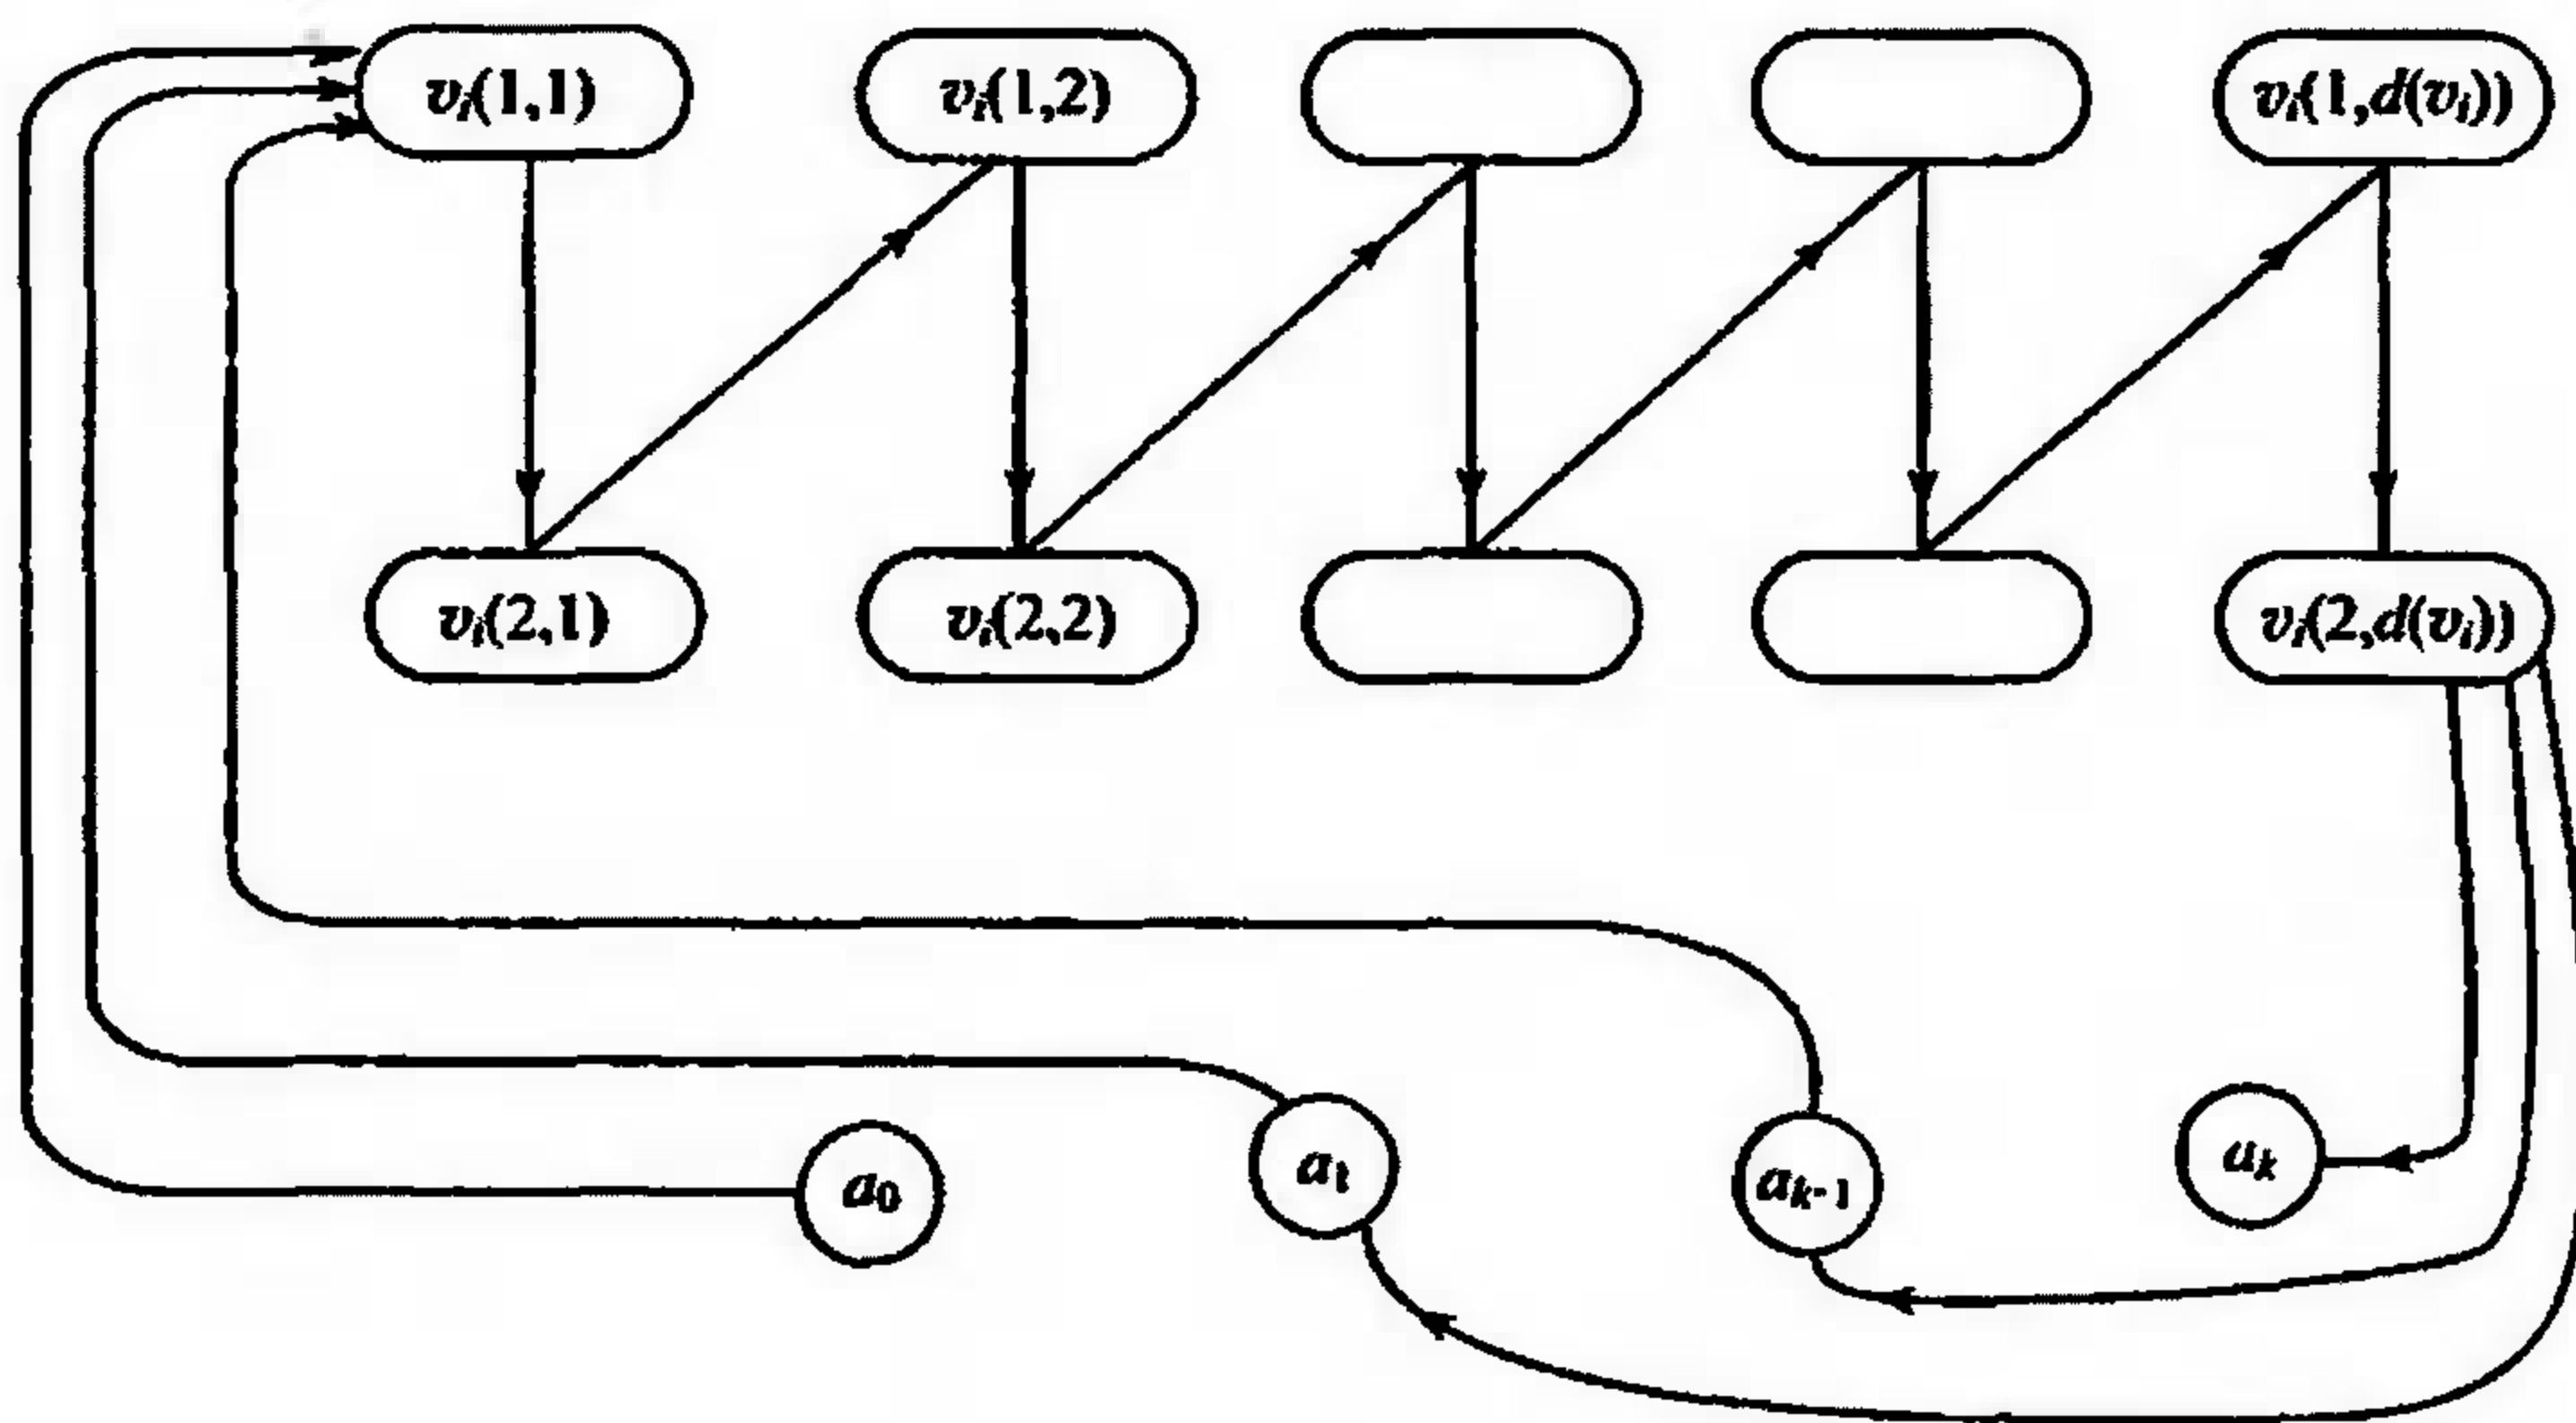 vᵢ(1,1) vᵢ(1,2) vᵢ(1,d(vᵢ))
vᵢ(2,1) vᵢ(2,2) vᵢ(2,d(vᵢ))
a₀ a₁ aₖ₋₁ aₖ